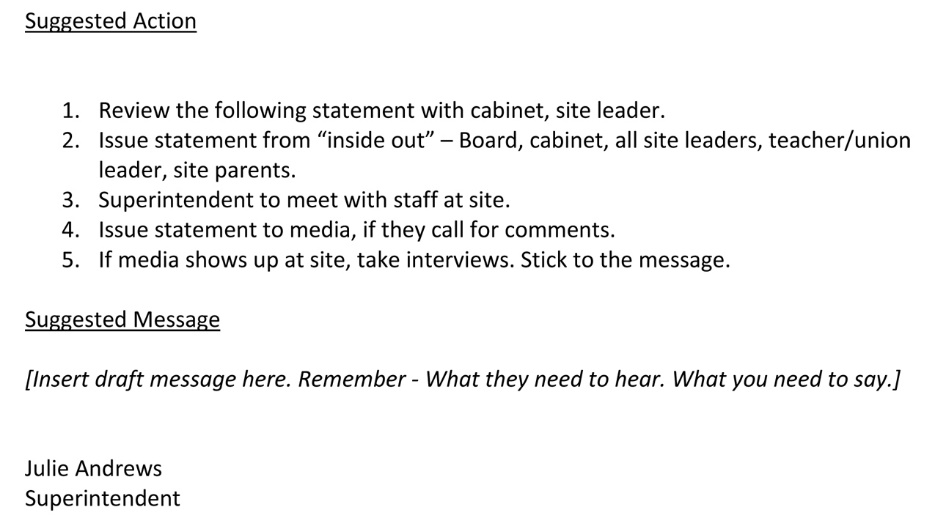 Suggested Action
1. Review the following statement with cabinet, site leader.
2. Issue statement from “inside out” – Board, cabinet, all site leaders, teacher/union
leader, site parents.
3. Superintendent to meet with staff at site.
4. Issue statement to media, if they call for comments.
5. If media shows up at site, take interviews. Stick to the message.
Suggested Message
[Insert draft message here. Remember - What they need to hear. What you need to say.]
Julie Andrews
Superintendent